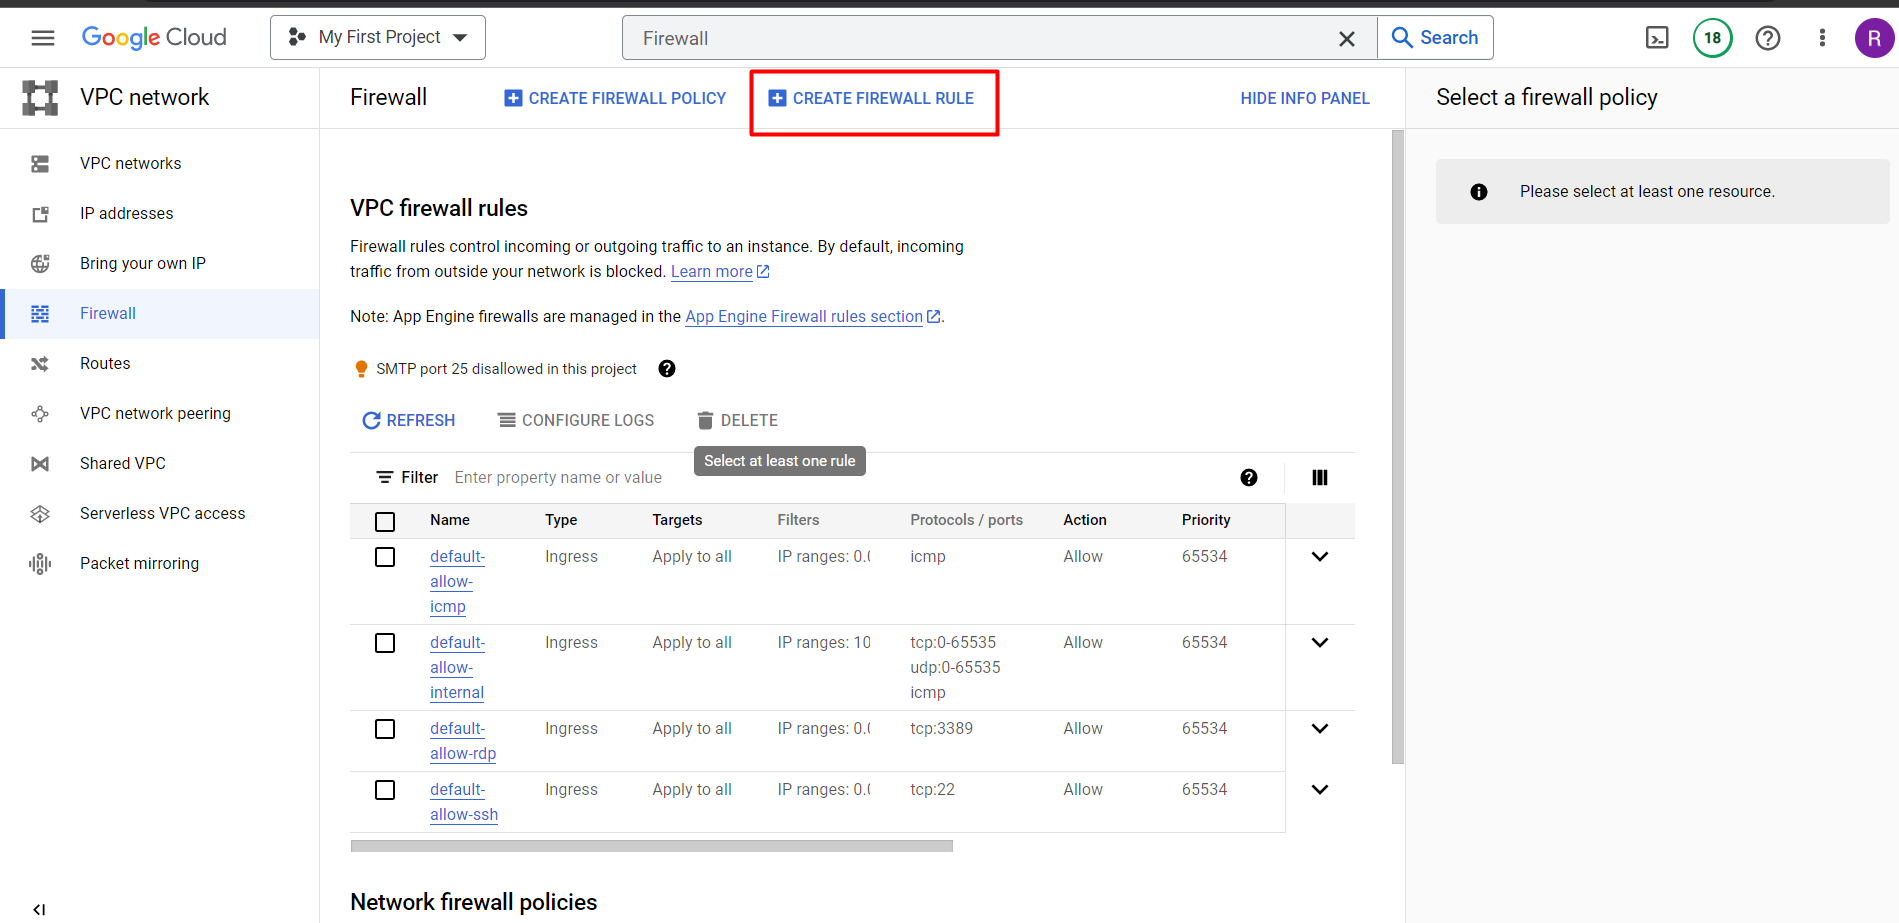 Google Cloud
My First Project
Firewall
Search
18
R
VPC network
Firewall
CREATE FIREWALL POLICY
CREATE FIREWALL RULE
HIDE INFO PANEL
Select a firewall policy
VPC networks
IP addresses
Bring your own IP
Firewall
Routes
VPC network peering
Shared VPC
Serverless VPC access
Packet mirroring
Please select at least one resource.
VPC firewall rules
Firewall rules control incoming or outgoing traffic to an instance. By default, incoming
traffic from outside your network is blocked. Learn more
Note: App Engine firewalls are managed in the App Engine Firewall rules section.
SMTP port 25 disallowed in this project
REFRESH
CONFIGURE LOGS
DELETE
Select at least one rule
Filter Enter property name or value
Name Type Targets Filters Protocols / ports Action Priority
default- Ingress Apply to all IP ranges: 0.0 icmp Allow 65534
allow-
icmp
default- Ingress Apply to all IP ranges: 10 tcp:0-65535 Allow 65534
allow- udp:0-65535
internal icmp
default- Ingress Apply to all IP ranges: 0.0 tcp:3389 Allow 65534
allow-rdp
default- Ingress Apply to all IP ranges: 0.0 tcp:22 Allow 65534
allow-ssh
Network firewall policies